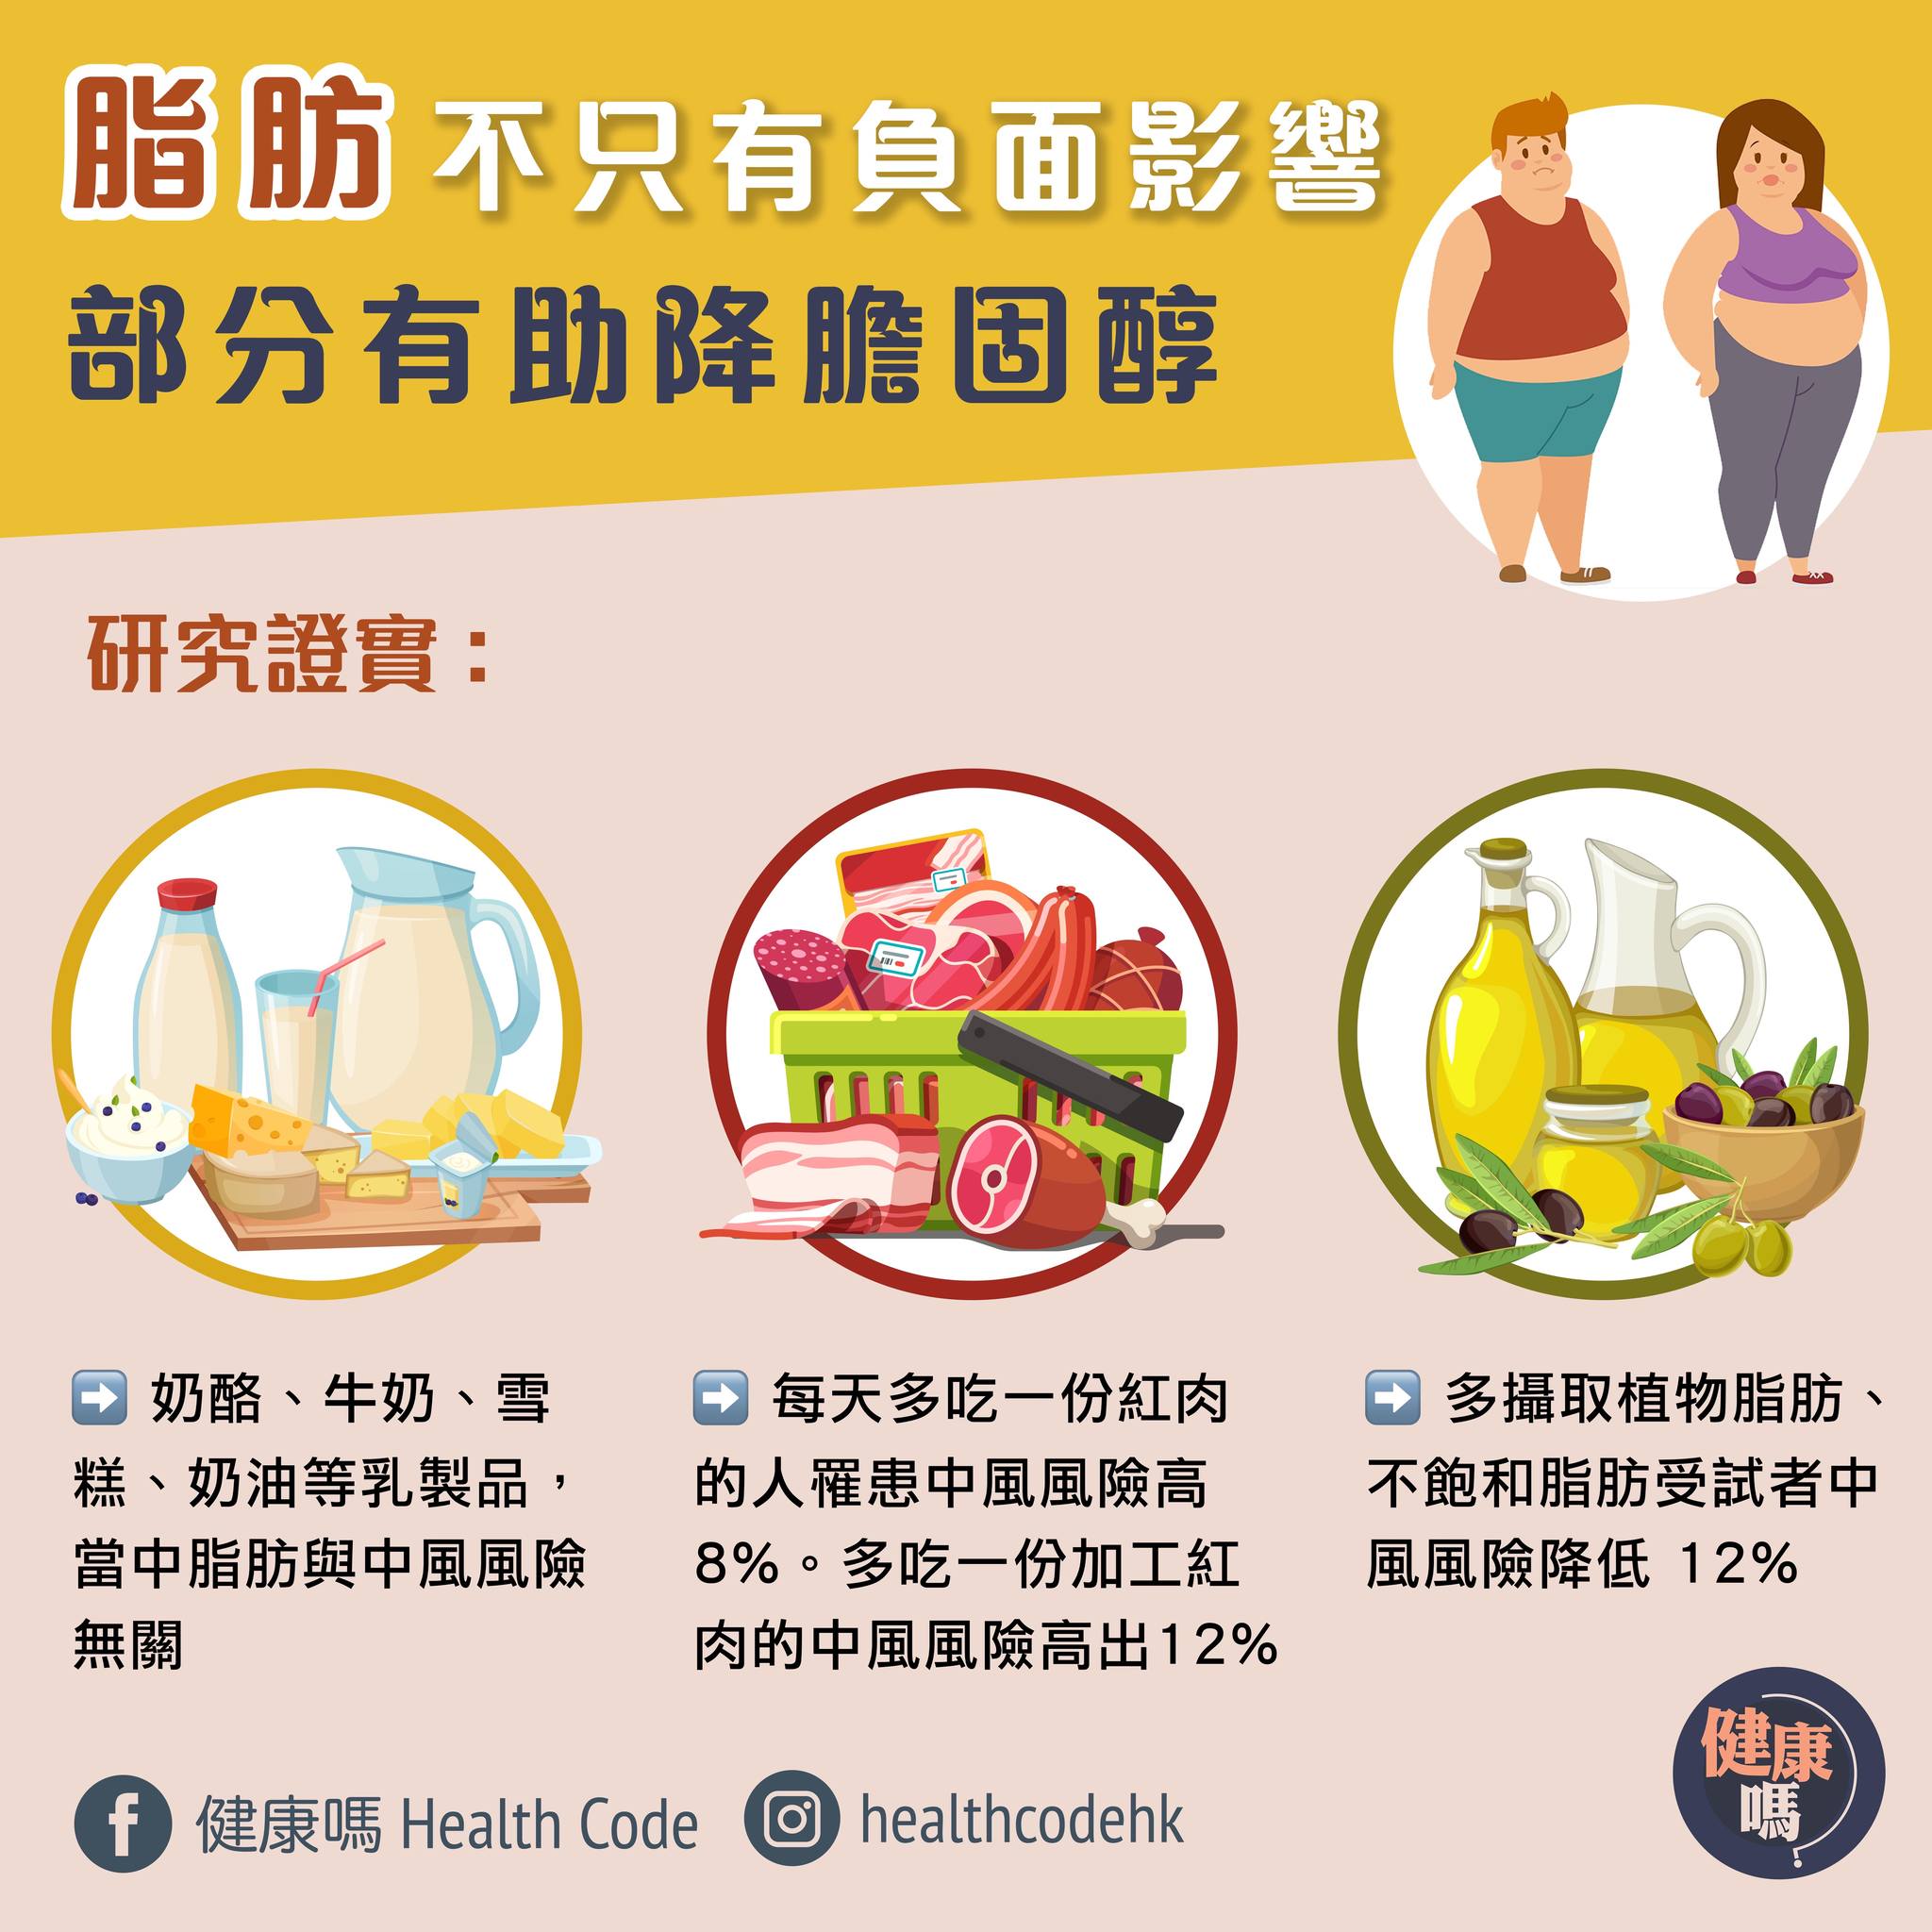 脂肪不只有負面影響
部分有助降膽固醇
研究證實：
➡️ 奶酪、牛奶、雪
糕、奶油等乳製品，
當中脂肪與中風風險
無關
➡️ 每天多吃一份紅肉
的人罹患中風風險高
8%。多吃一份加工紅
肉的中風風險高出12%
➡️ 多攝取植物脂肪、
不飽和脂肪受試者中
風風險降低 12%
健康嗎 Health Code
healthcodehk
健康
嗎